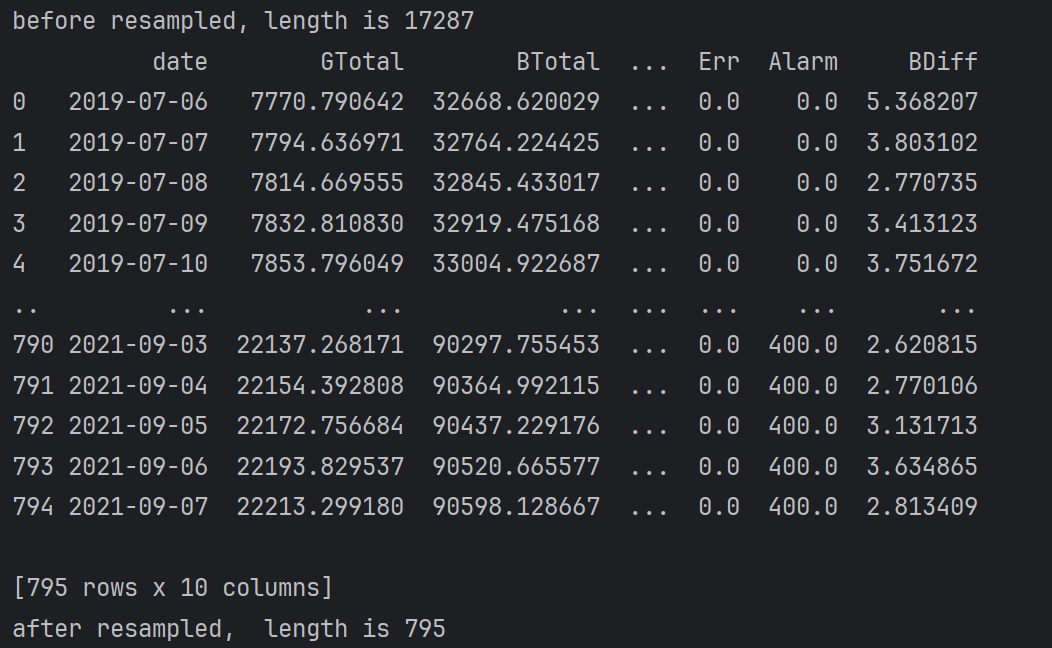 before resampled, length is 17287
date GTotal BTotal ... Err Alarm BDiff
0 2019-07-06 7770.790642 32668.620029 ... 0.0 0.0 5.368207
1 2019-07-07 7794.636971 32764.224425 ... 0.0 0.0 3.803102
2 2019-07-08 7814.669555 32845.433017 ... 0.0 0.0 2.770735
3 2019-07-09 7832.810830 32919.475168 ... 0.0 0.0 3.413123
4 2019-07-10 7853.796049 33004.922687 ... 0.0 0.0 3.751672
.. ... ... ... ... ... ... ...
790 2021-09-03 22137.268171 90297.755453 ... 0.0 400.0 2.620815
791 2021-09-04 22154.392808 90364.992115 ... 0.0 400.0 2.770106
792 2021-09-05 22172.756684 90437.229176 ... 0.0 400.0 3.131713
793 2021-09-06 22193.829537 90520.665577 ... 0.0 400.0 3.634865
794 2021-09-07 22213.299180 90598.128667 ... 0.0 400.0 2.813409
[795 rows x 10 columns]
after resampled,  length is 795